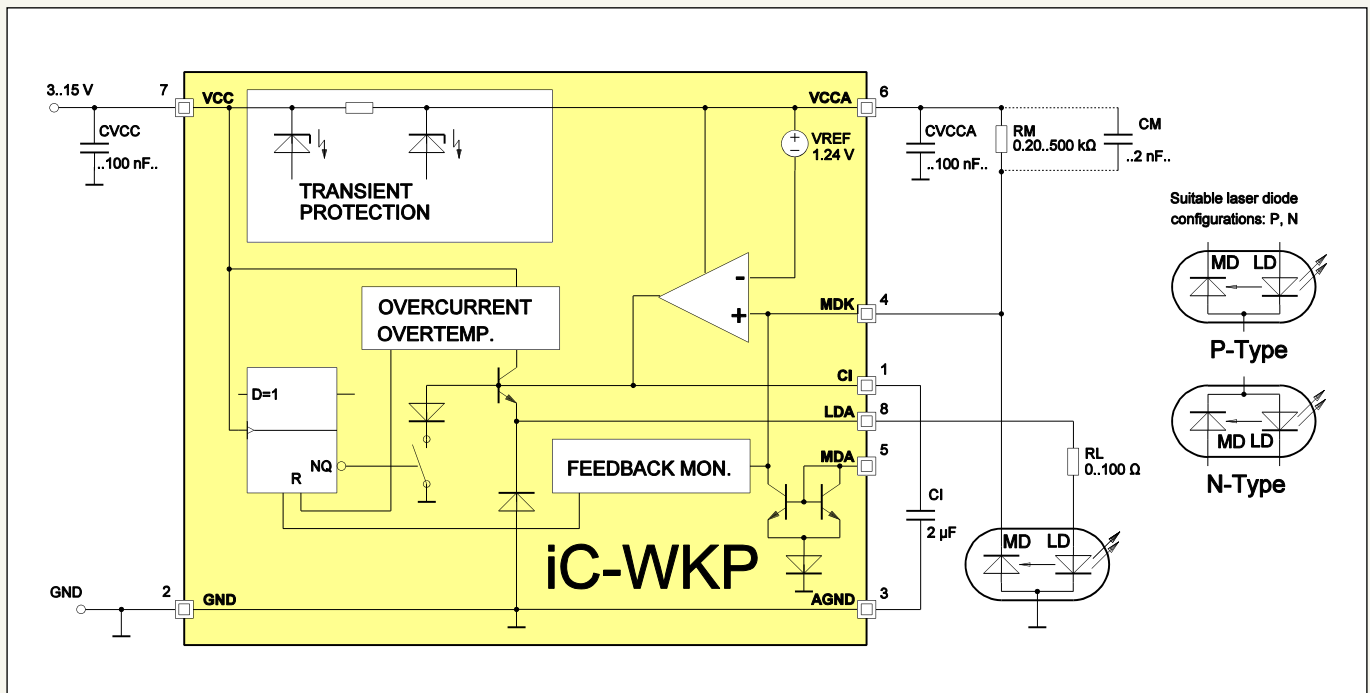 3..15 V
7
VCC
CVCC
..100 nF..
TRANSIENT
PROTECTION
VCCA
6
VREF
1.24 V
+
−
CVCCA
..100 nF..
RM
0.20..500 kΩ
CM
..2 nF..
Suitable laser diode
configurations: P, N
MD LD
P-Type
MD LD
N-Type
-
+
MDK
4
OVERCURRENT
OVERTEMP.
CI
1
LDA
8
D=1
NQ
R
FEEDBACK MON.
MDA
5
RL
0..100 Ω
CI
2 µF
MD LD
iC-WKP
GND
2
GND
AGND
3